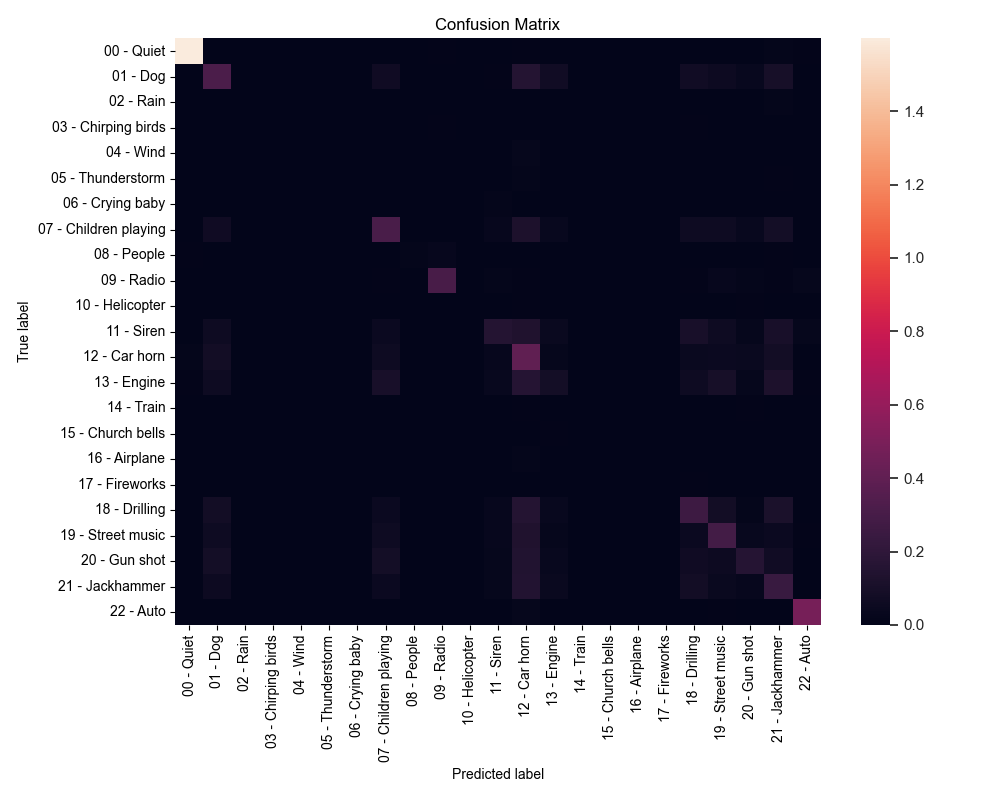 Confusion Matrix
True label
00 - Quiet
01 - Dog
02 - Rain
03 - Chirping birds
04 - Wind
05 - Thunderstorm
06 - Crying baby
07 - Children playing
08 - People
09 - Radio
10 - Helicopter
11 - Siren
12 - Car horn
13 - Engine
14 - Train
15 - Church bells
16 - Airplane
17 - Fireworks
18 - Drilling
19 - Street music
20 - Gun shot
21 - Jackhammer
22 - Auto
00 - Quiet
01 - Dog
02 - Rain
03 - Chirping birds
04 - Wind
05 - Thunderstorm
06 - Crying baby
07 - Children playing
08 - People
09 - Radio
10 - Helicopter
11 - Siren
12 - Car horn
13 - Engine
14 - Train
15 - Church bells
16 - Airplane
17 - Fireworks
18 - Drilling
19 - Street music
20 - Gun shot
21 - Jackhammer
22 - Auto
Predicted label
1.4
1.2
1.0
0.8
0.6
0.4
0.2
0.0